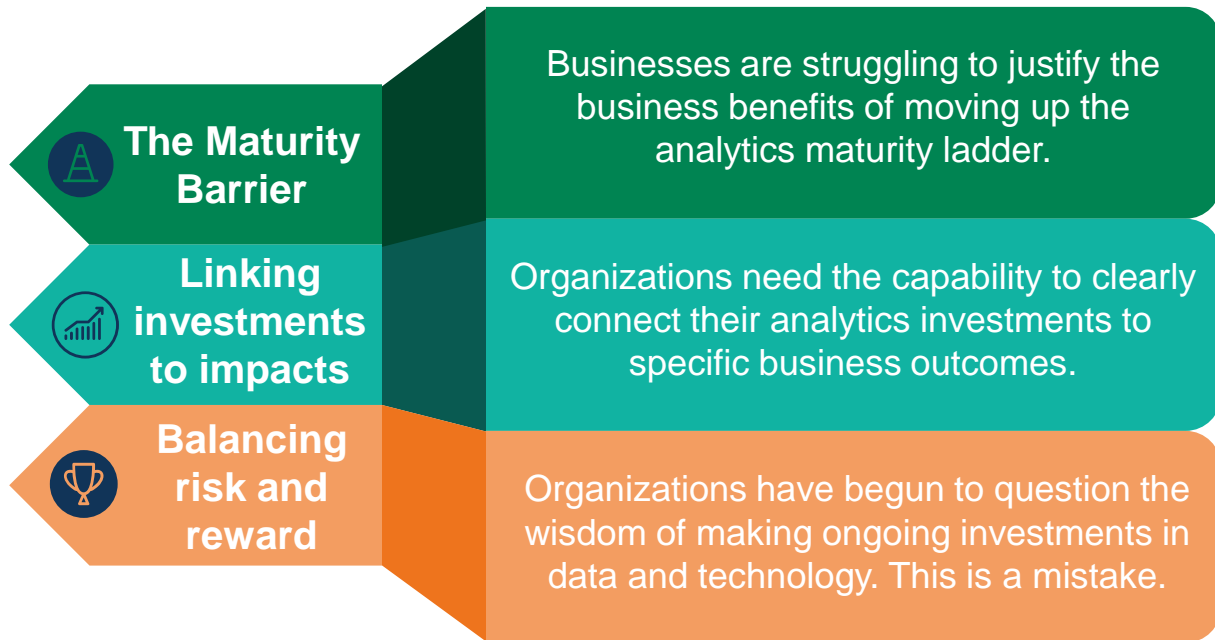 The Maturity
Barrier
Businesses are struggling to justify the
business benefits of moving up the
analytics maturity ladder.
Linking
investments
to impacts
Organizations need the capability to clearly
connect their analytics investments to
specific business outcomes.
Balancing
risk and
reward
Organizations have begun to question the
wisdom of making ongoing investments in
data and technology. This is a mistake.